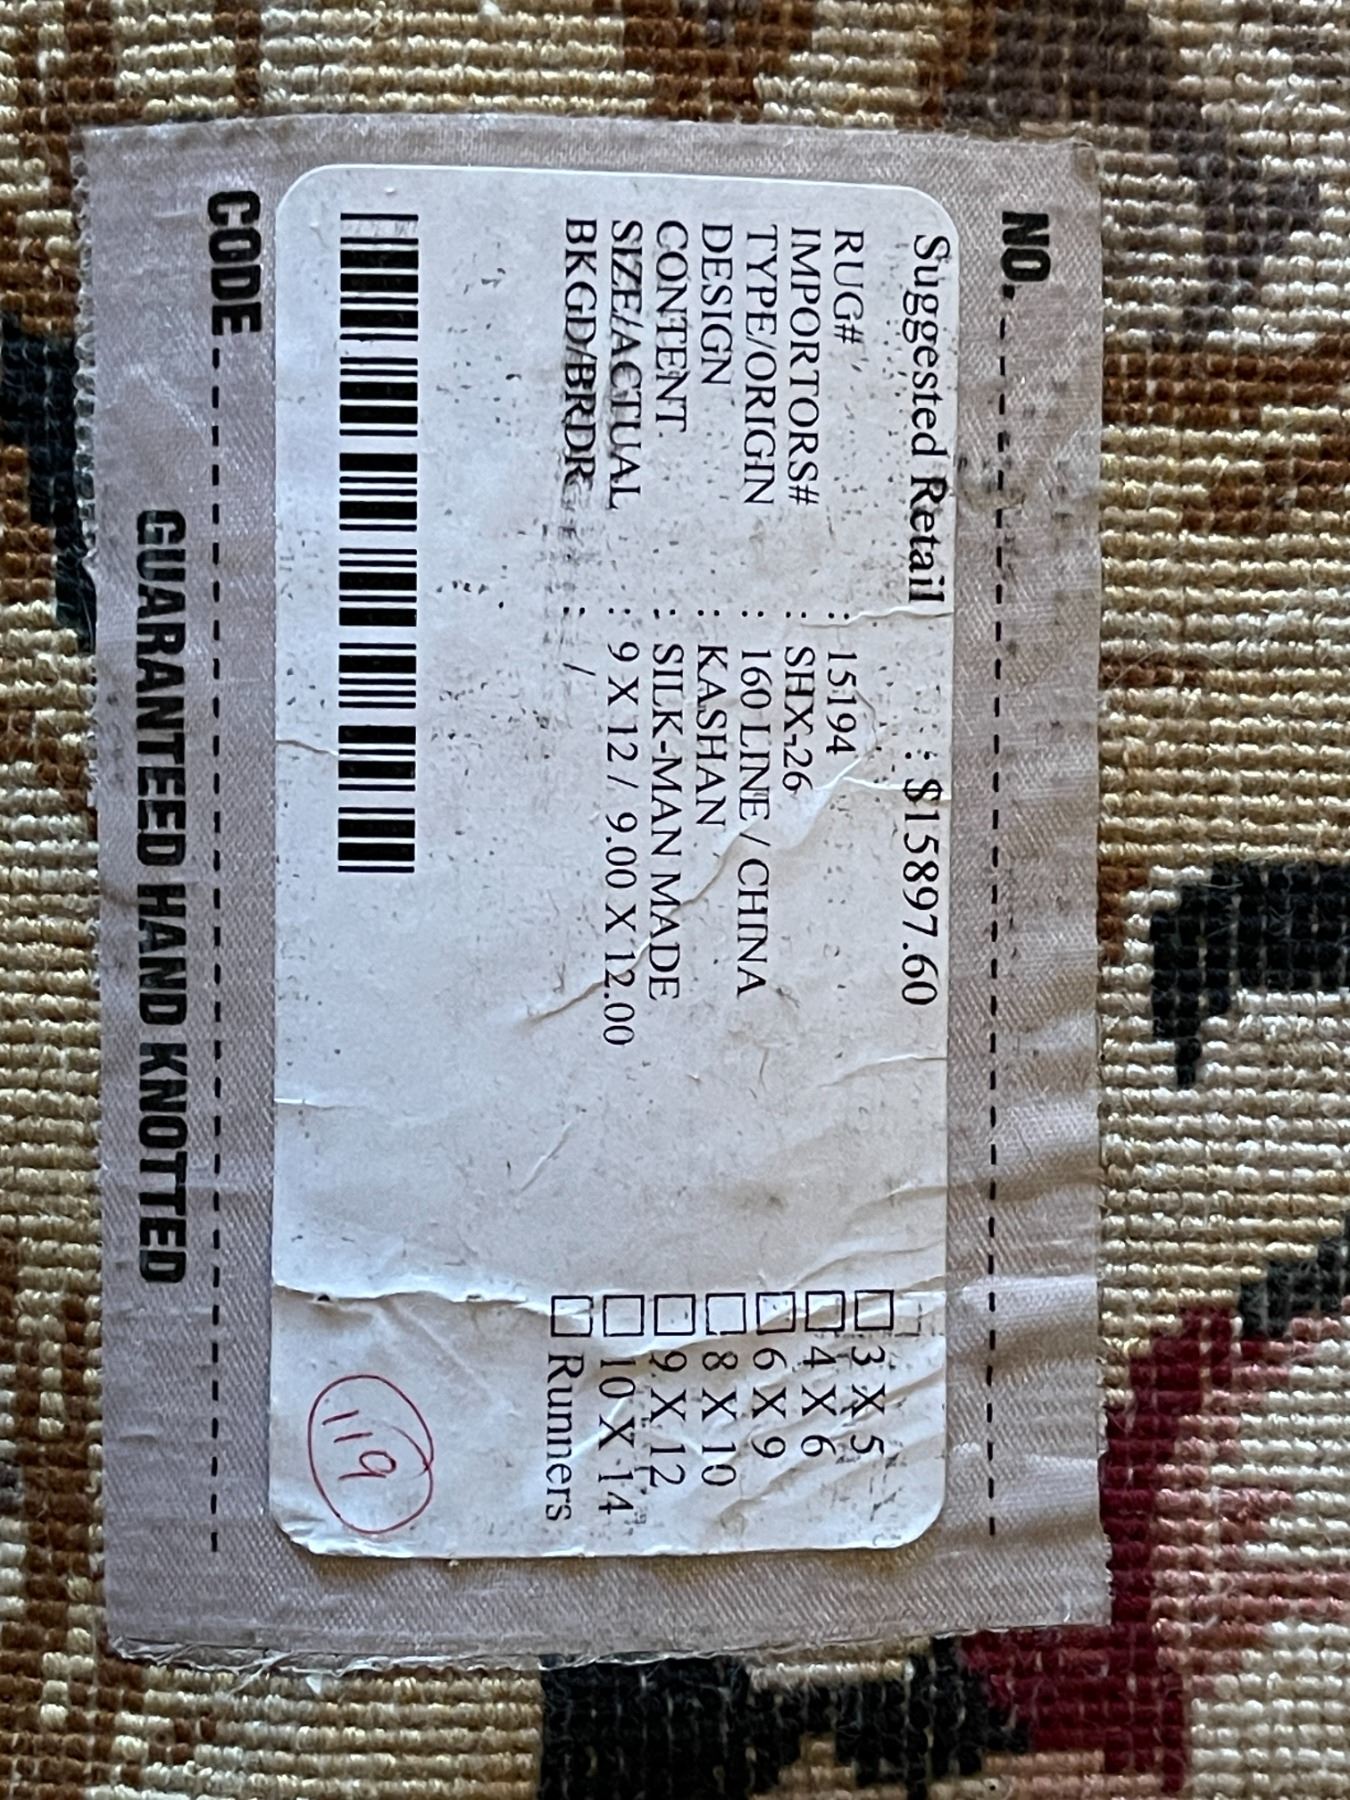 NO.
Suggested Retail : $15897.60
RUG# : 15194
IMPORTORS# : SHX-26
TYPE/ORIGIN : 160 LINE / CHINA
DESIGN : KASHAN
CONTENT : SILK-MAN MADE
SIZE/ACTUAL : 9 X 12 / 9.00 X 12.00
BKGD/BRDR : /
3 X 5
4 X 6
6 X 9
8 X 10
9 X 12
10 X 14
Runners
119
CODE
GUARANTEED HAND KNOTTED